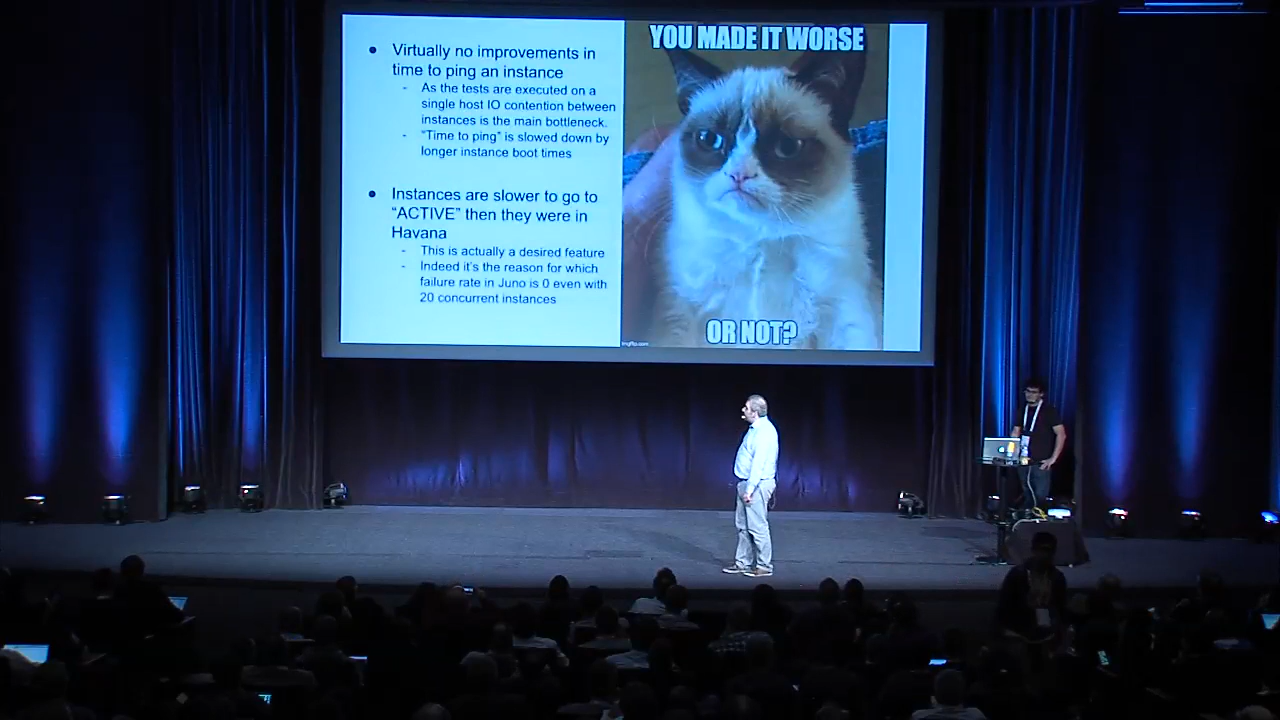 ● Virtually no improvements in
time to ping an instance
- As the tests are executed on a
single host IO contention between
instances is the main bottleneck.
- "Time to ping" is slowed down by
longer instance boot times
● Instances are slower to go to
"ACTIVE" then they were in
Havana
- This is actually a desired feature
- Indeed it's the reason for which
failure rate in Juno is 0 even with
20 concurrent instances
YOU MADE IT WORSE
OR NOT?
imgflip.com